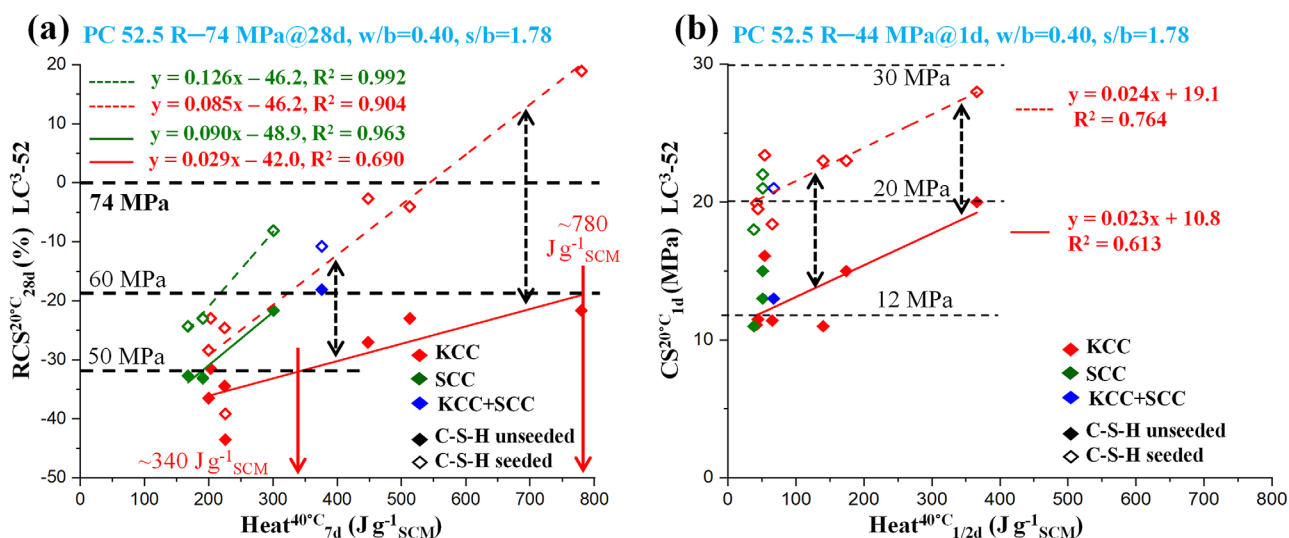 (a) PC 52.5 R—74 MPa@28d, w/b=0.40, s/b=1.78
RCS²⁰°ᶜ₂₈d (%) LC³-52
20
10
0
-10
-20
-30
-40
-50
y = 0.126x – 46.2, R² = 0.992
y = 0.085x – 46.2, R² = 0.904
y = 0.090x – 48.9, R² = 0.963
y = 0.029x – 42.0, R² = 0.690
74 MPa
~780
J g⁻¹SCM
60 MPa
50 MPa
KCC
SCC
KCC+SCC
C-S-H unseeded
C-S-H seeded
~340 J g⁻¹SCM
0 100 200 300 400 500 600 700 800
Heat⁴⁰°ᶜ₇d (J g⁻¹SCM)
(b) PC 52.5 R—44 MPa@1d, w/b=0.40, s/b=1.78
CS²⁰°ᶜ₁d (MPa) LC³-52
30
20
10
0
30 MPa
y = 0.024x + 19.1
R² = 0.764
20 MPa
y = 0.023x + 10.8
R² = 0.613
12 MPa
KCC
SCC
KCC+SCC
C-S-H unseeded
C-S-H seeded
0 100 200 300 400 500 600 700 800
Heat⁴⁰°ᶜ₁/₂d (J g⁻¹SCM)